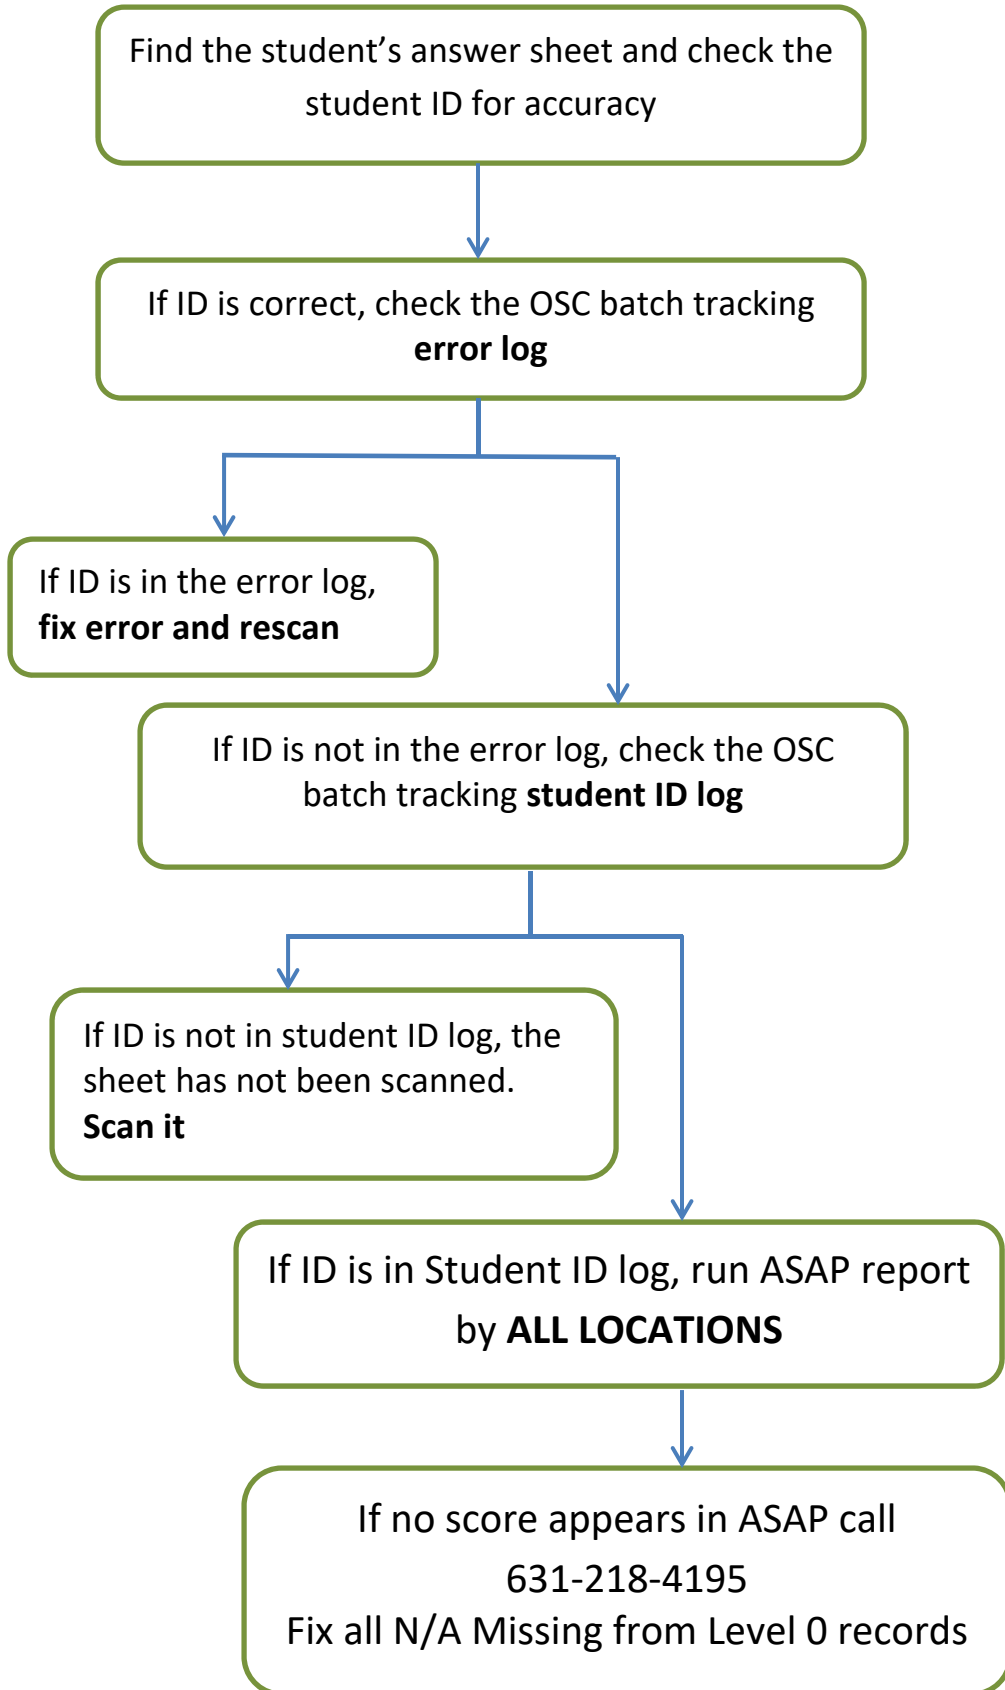 Find the student’s answer sheet and check the
student ID for accuracy
If ID is correct, check the OSC batch tracking
error log
If ID is in the error log,
fix error and rescan
If ID is not in the error log, check the OSC
batch tracking student ID log
If ID is not in student ID log, the
sheet has not been scanned.
Scan it
If ID is in Student ID log, run ASAP report
by ALL LOCATIONS
If no score appears in ASAP call
631-218-4195
Fix all N/A Missing from Level 0 records